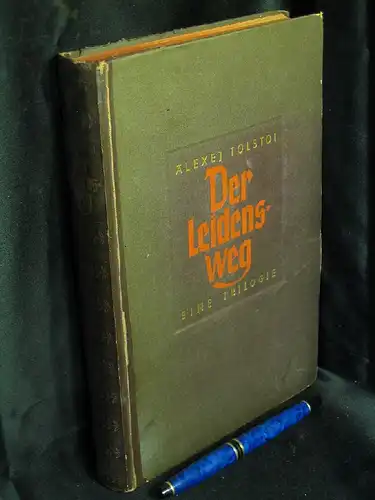 ALEXEJ TOLSTOI
Der
Leidens-
weg
EINE TRILOGIE